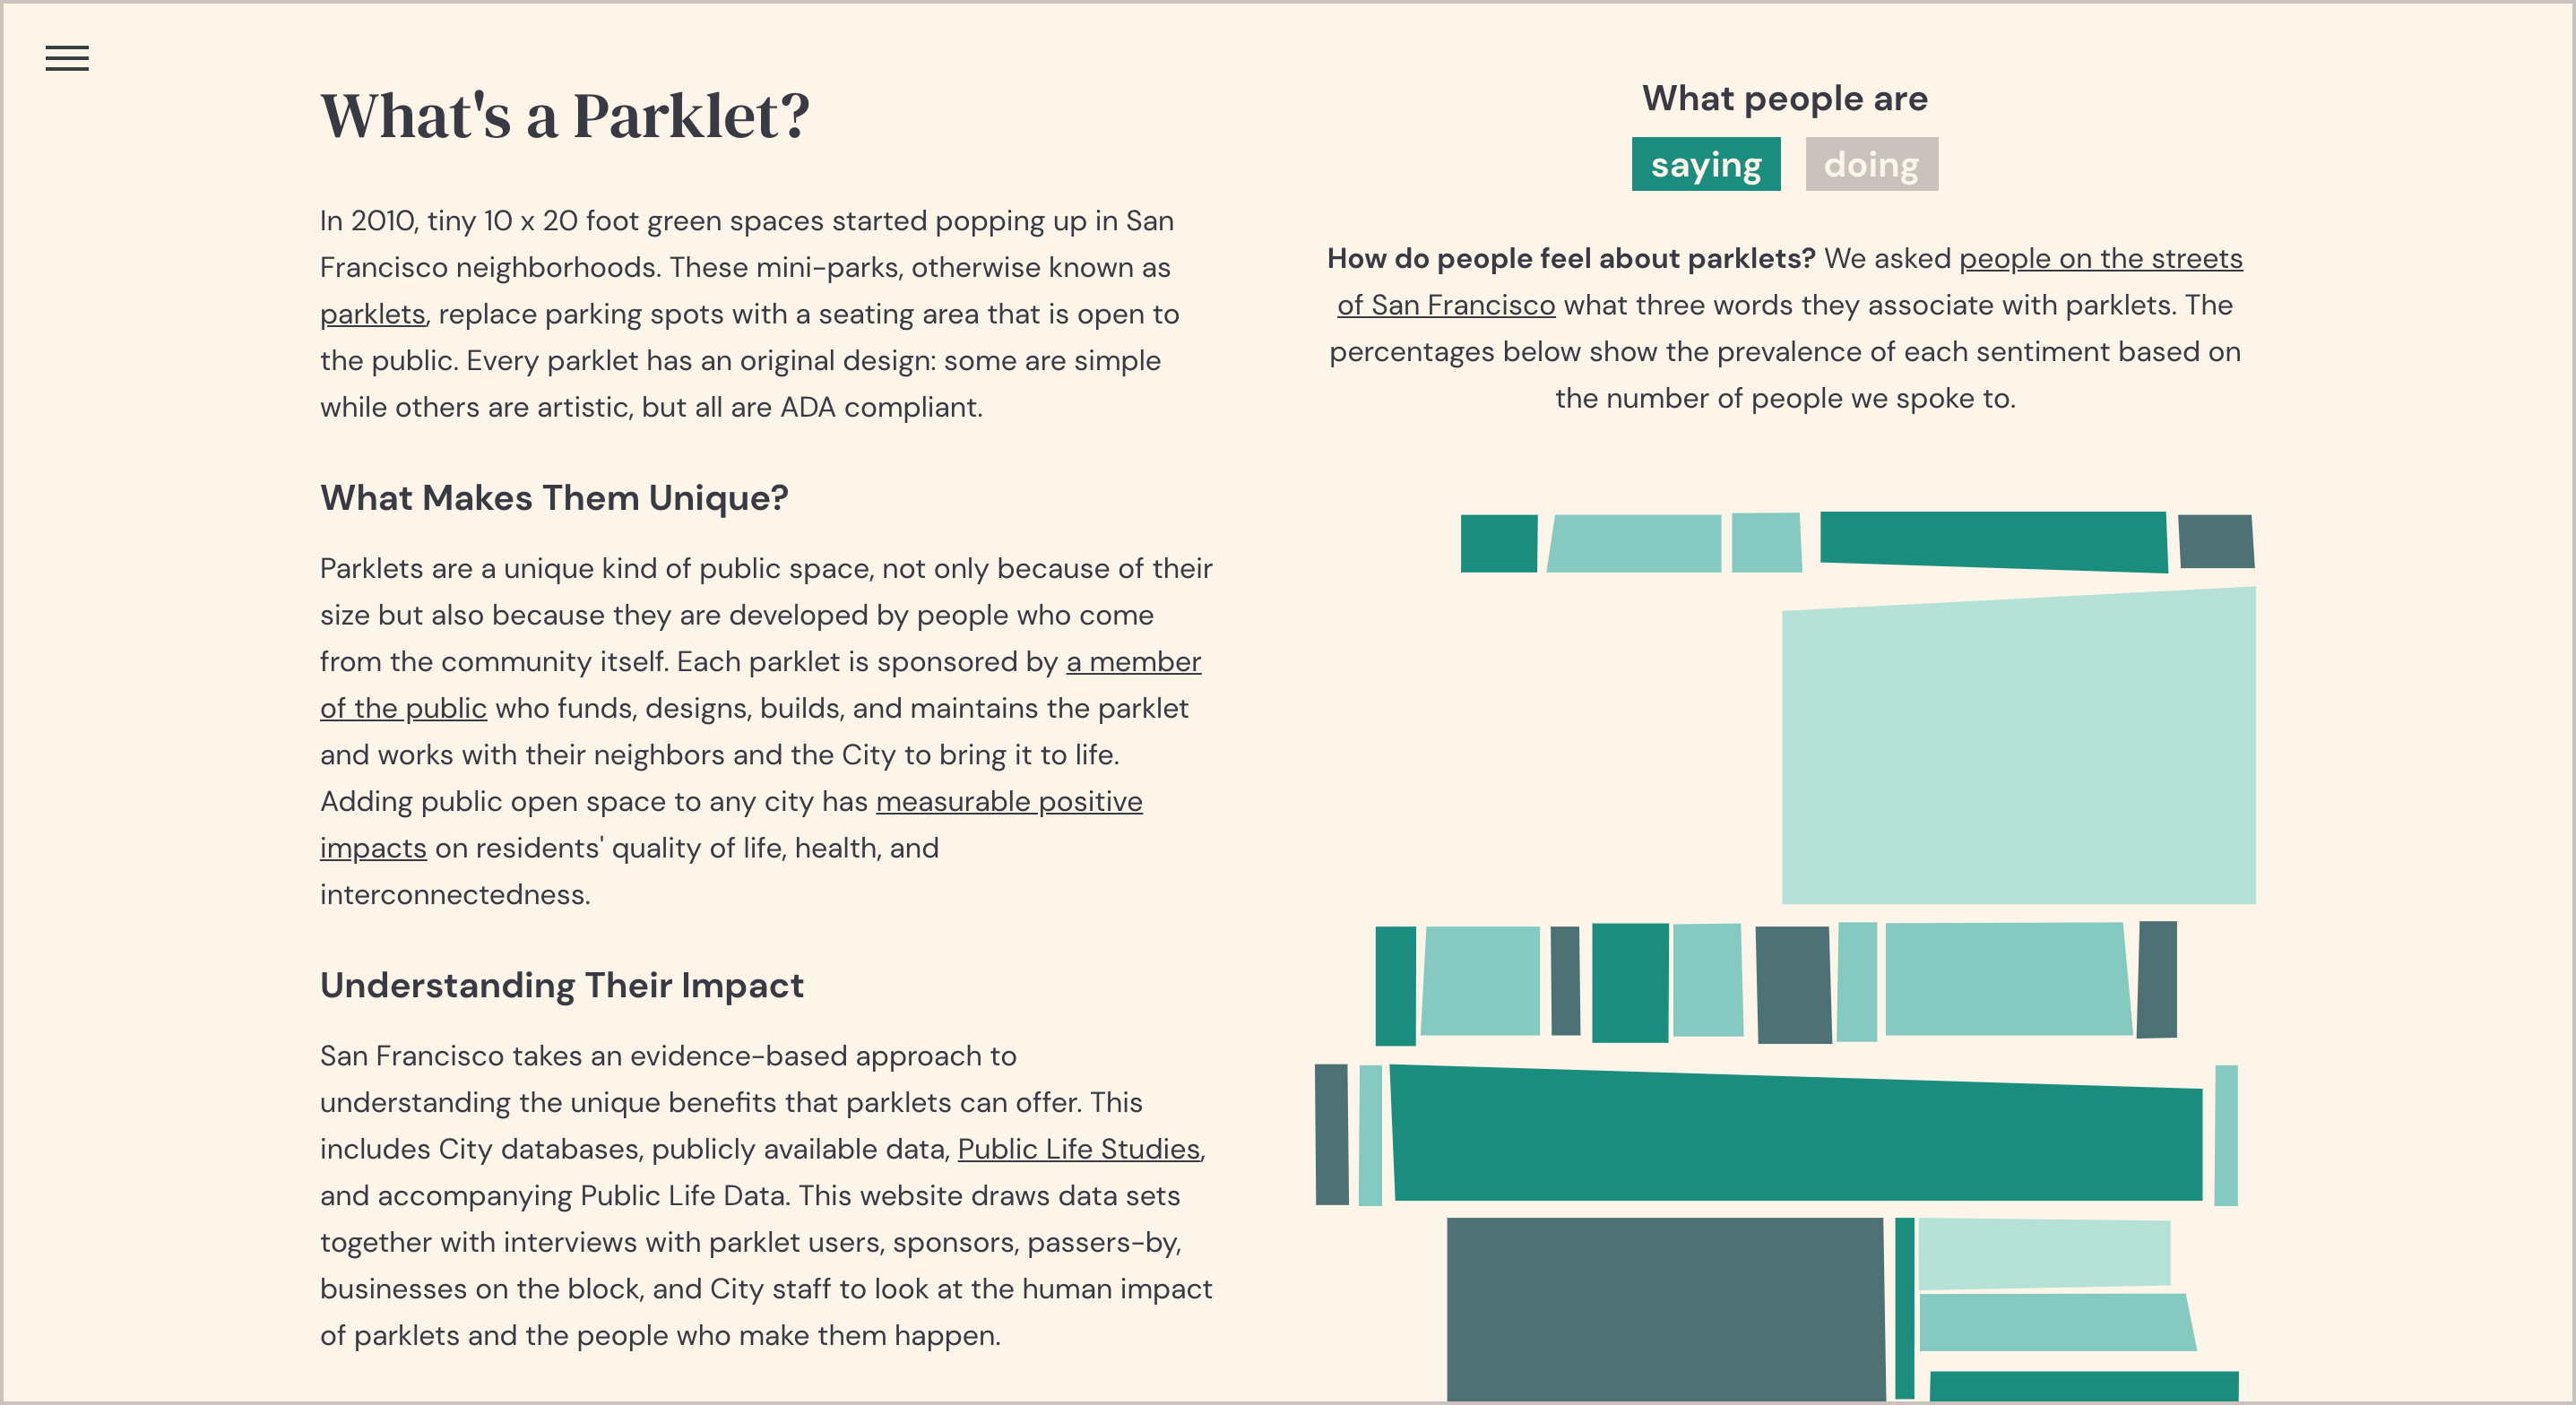 What's a Parklet?
In 2010, tiny 10 x 20 foot green spaces started popping up in San
Francisco neighborhoods. These mini-parks, otherwise known as
parklets, replace parking spots with a seating area that is open to
the public. Every parklet has an original design: some are simple
while others are artistic, but all are ADA compliant.
What Makes Them Unique?
Parklets are a unique kind of public space, not only because of their
size but also because they are developed by people who come
from the community itself. Each parklet is sponsored by a member
of the public who funds, designs, builds, and maintains the parklet
and works with their neighbors and the City to bring it to life.
Adding public open space to any city has measurable positive
impacts on residents' quality of life, health, and
interconnectedness.
Understanding Their Impact
San Francisco takes an evidence-based approach to
understanding the unique benefits that parklets can offer. This
includes City databases, publicly available data, Public Life Studies,
and accompanying Public Life Data. This website draws data sets
together with interviews with parklet users, sponsors, passers-by,
businesses on the block, and City staff to look at the human impact
of parklets and the people who make them happen.
What people are
saying doing
How do people feel about parklets? We asked people on the streets
of San Francisco what three words they associate with parklets. The
percentages below show the prevalence of each sentiment based on
the number of people we spoke to.